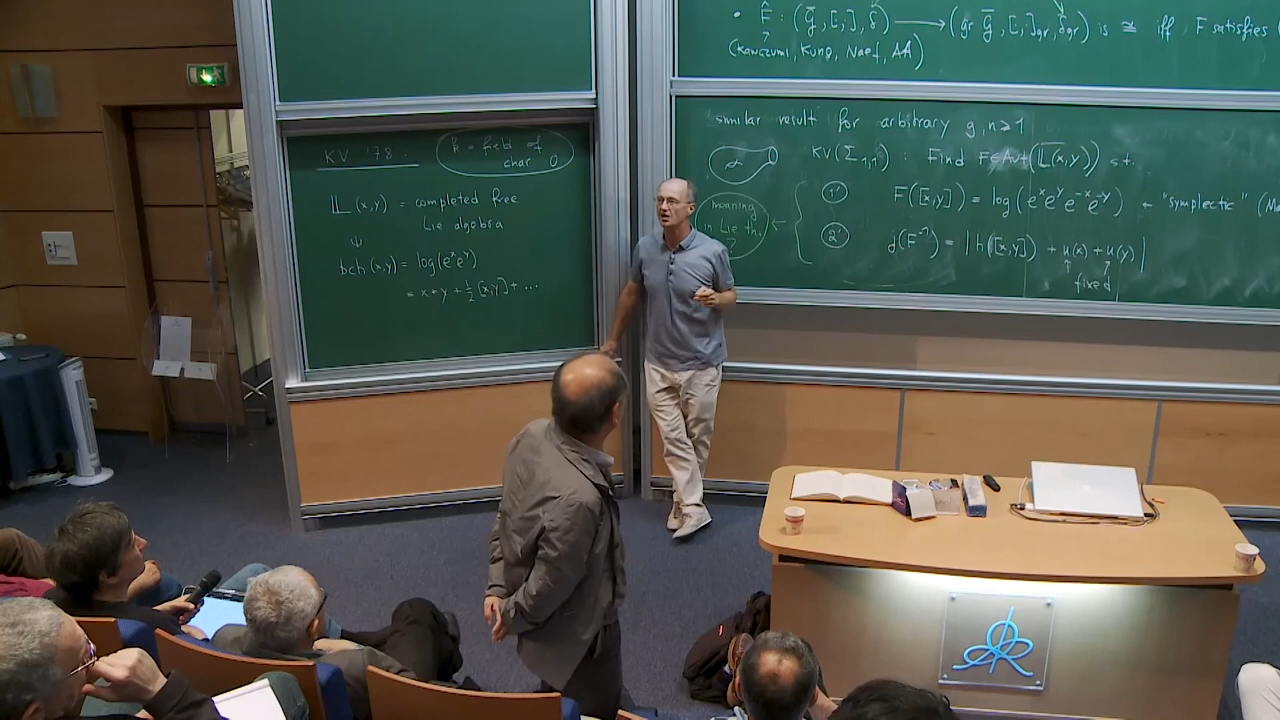 KV '78
k = field of
char 0
𝕃(x,y) = completed free
Lie algebra
bch(x,y) = log(eˣeʸ)
= x + y + ½[x,y] + ...
• F : (g̅, [,], δ) ⟶ (gr g̅, [,]gr, δgr) is ≅ iff F satisfies
(Kawazumi, Kuno, Naef, AA)
similar result for arbitrary g, n ≥ 1
KV(Σ₁,₁) : Find F∈Aut(𝕃(x,y)) s.t.
meaning
in Lie th.
?
(1') F([x,y]) = log(eˣeʸe⁻ˣe⁻ʸ) ← "symplectic"
(2') j(F⁻¹) = |h([x,y]) + u(x) + u(y)|
fixed